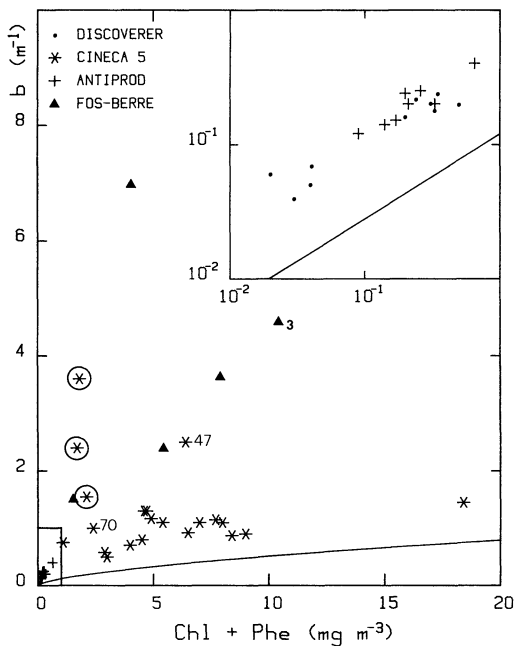 b (m⁻¹)
DISCOVERER
CINECA 5
ANTIPROD
FOS-BERRE
8
6
4
2
0
10⁻¹
10⁻²
10⁻²
10⁻¹
3
47
70
0
5
10
15
20
Chl + Phe (mg m⁻³)